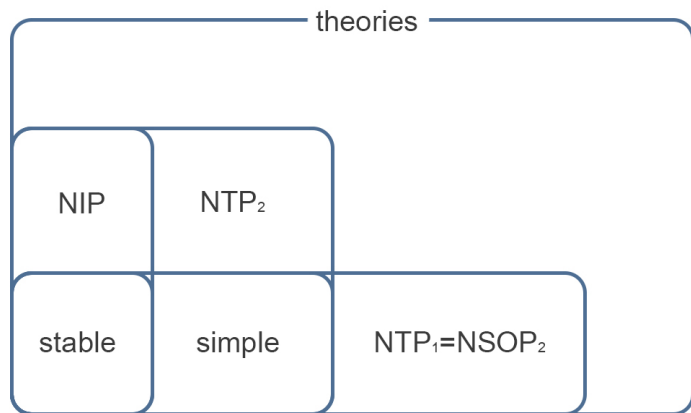 theories
NIP NTP₂
stable simple NTP₁=NSOP₂